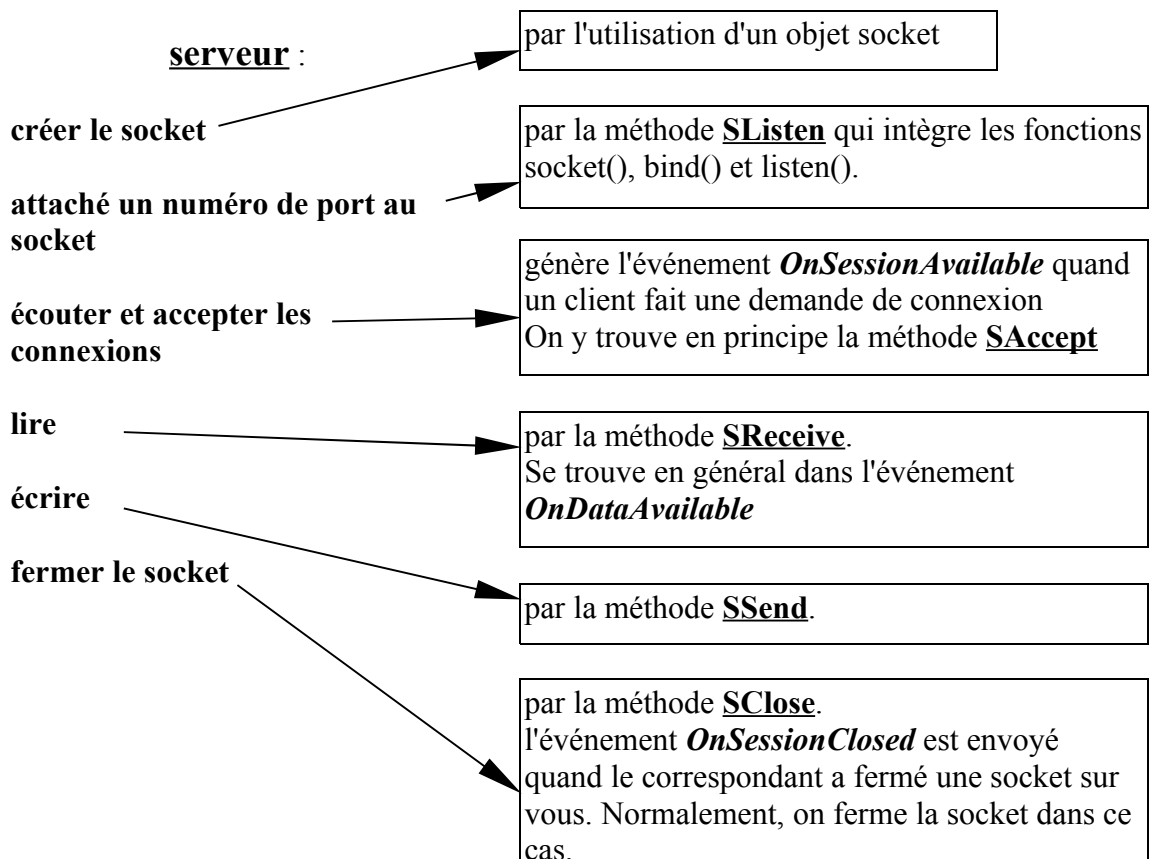 serveur :
créer le socket
attaché un numéro de port au
socket
écouter et accepter les
connexions
lire
écrire
fermer le socket
par l'utilisation d'un objet socket
par la méthode SListen qui intègre les fonctions
socket(), bind() et listen().
génère l'événement OnSessionAvailable quand
un client fait une demande de connexion
On y trouve en principe la méthode SAccept
par la méthode SReceive.
Se trouve en général dans l'événement
OnDataAvailable
par la méthode SSend.
par la méthode SClose.
l'événement OnSessionClosed est envoyé
quand le correspondant a fermé une socket sur
vous. Normalement, on ferme la socket dans ce
cas.